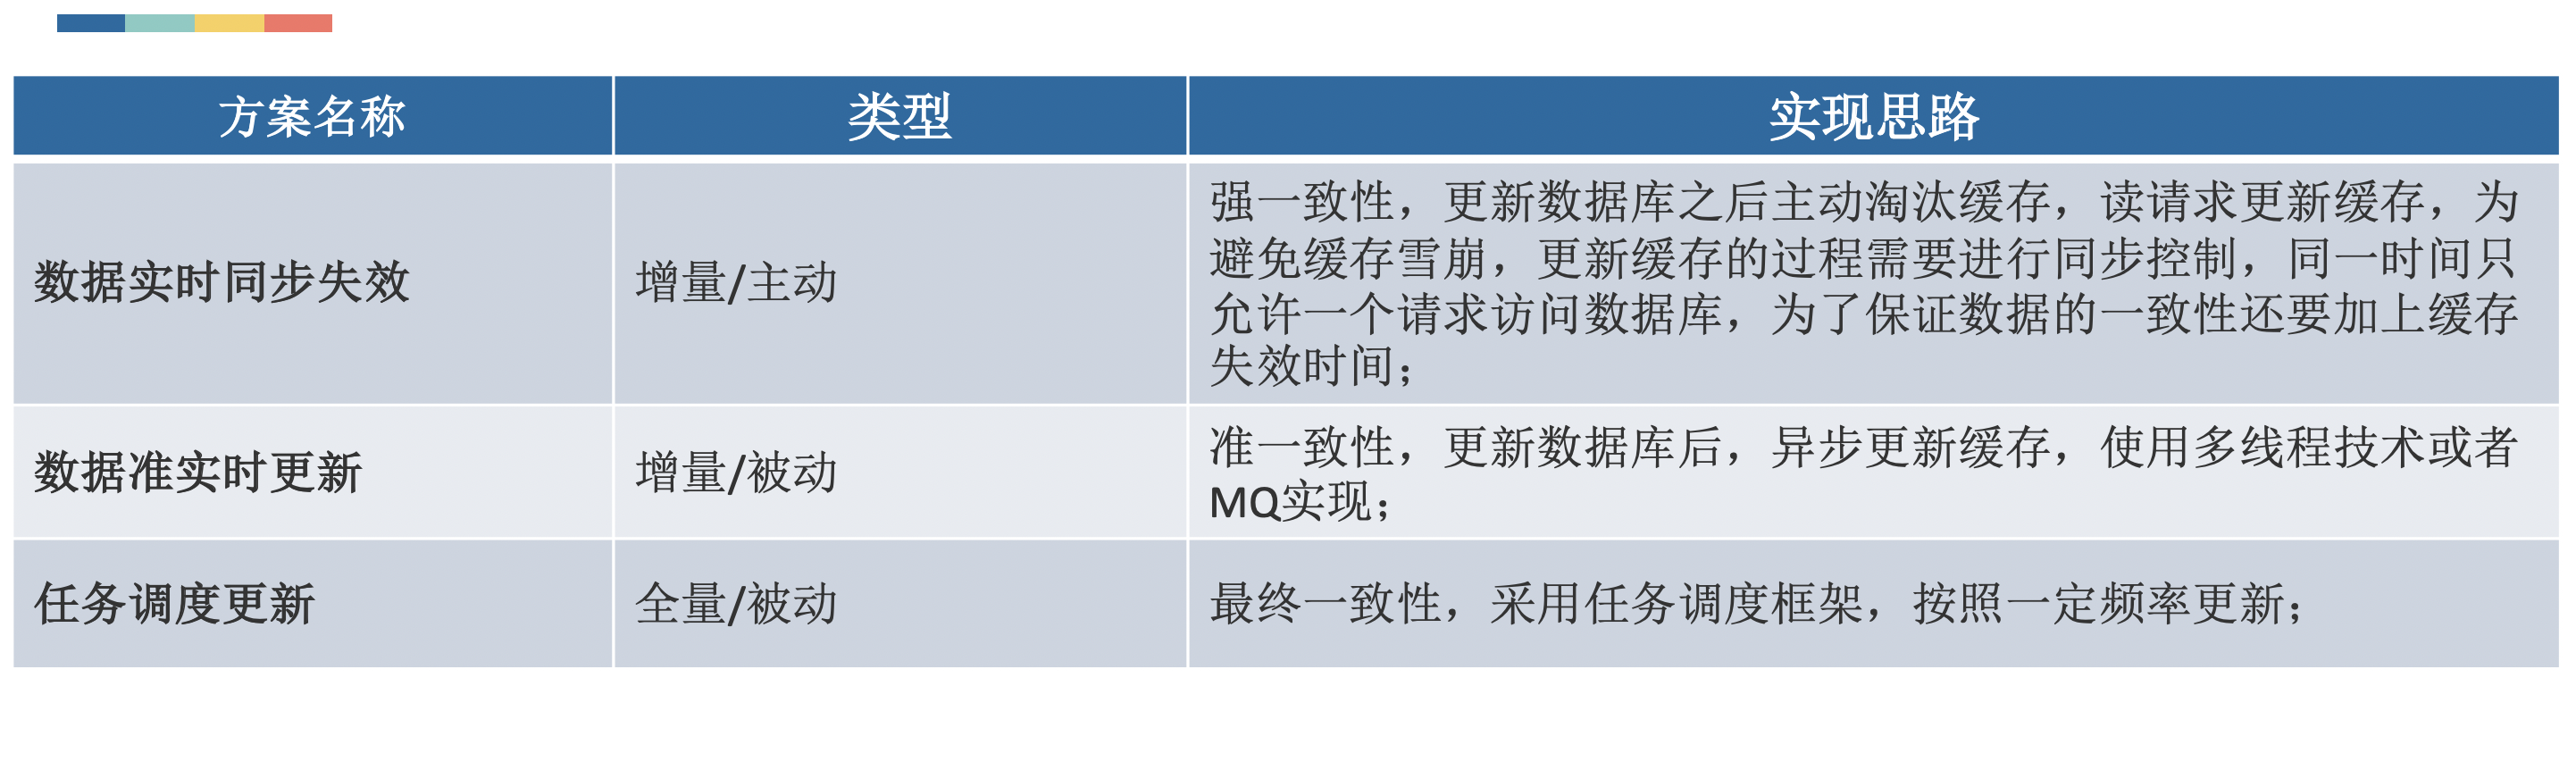 方案名称
类型
实现思路
数据实时同步失效
增量/主动
强一致性，更新数据库之后主动淘汰缓存，读请求更新缓存，为
避免缓存雪崩，更新缓存的过程需要进行同步控制，同一时间只
允许一个请求访问数据库，为了保证数据的一致性还要加上缓存
失效时间；
数据准实时更新
增量/被动
准一致性，更新数据库后，异步更新缓存，使用多线程技术或者
MQ实现；
任务调度更新
全量/被动
最终一致性，采用任务调度框架，按照一定频率更新；